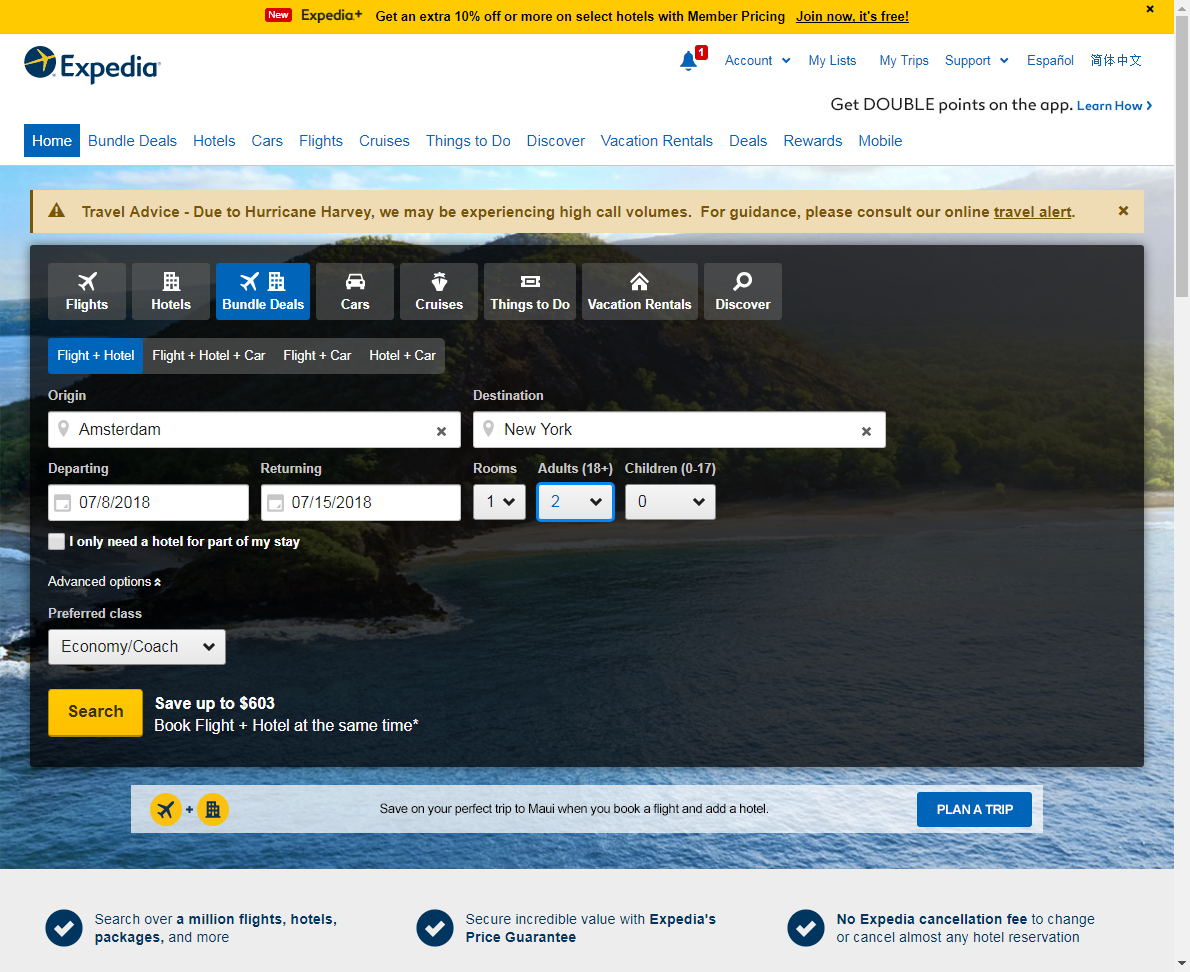 New Expedia+ Get an extra 10% off or more on select hotels with Member Pricing Join now, it's free!
Expedia
1 Account My Lists My Trips Support Español 简体中文
Get DOUBLE points on the app. Learn How
Home Bundle Deals Hotels Cars Flights Cruises Things to Do Discover Vacation Rentals Deals Rewards Mobile
Travel Advice - Due to Hurricane Harvey, we may be experiencing high call volumes. For guidance, please consult our online travel alert.
Flights Hotels Bundle Deals Cars Cruises Things to Do Vacation Rentals Discover
Flight + Hotel Flight + Hotel + Car Flight + Car Hotel + Car
Origin Destination
Amsterdam New York
Departing Returning Rooms Adults (18+) Children (0-17)
07/8/2018 07/15/2018 1 2 0
I only need a hotel for part of my stay
Advanced options
Preferred class
Economy/Coach
Search Save up to $603
Book Flight + Hotel at the same time*
Save on your perfect trip to Maui when you book a flight and add a hotel. PLAN A TRIP
Search over a million flights, hotels,
packages, and more
Secure incredible value with Expedia's
Price Guarantee
No Expedia cancellation fee to change
or cancel almost any hotel reservation